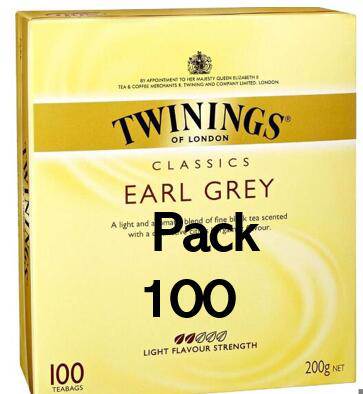 BY APPOINTMENT TO HER MAJESTY QUEEN ELIZABETH II
TEA & COFFEE MERCHANTS R. TWINING AND COMPANY LIMITED. LONDON
TWININGS®
OF LONDON
CLASSICS
EARL GREY
A light and blend of fine tea scented
with a
Pack
100
LIGHT FLAVOUR STRENGTH
100
TEABAGS
200g NET
TWININGS